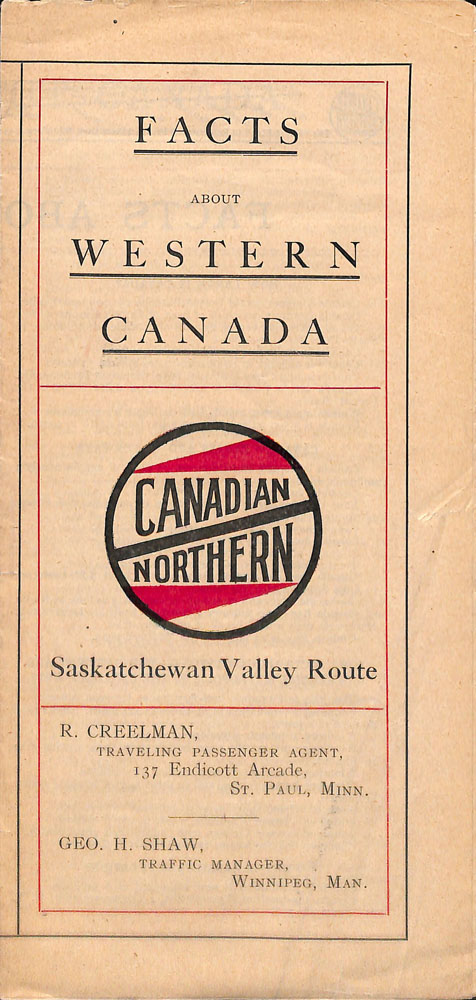 FACTS
ABOUT
WESTERN
CANADA
CANADIAN
NORTHERN
Saskatchewan Valley Route
R. CREELMAN,
TRAVELING PASSENGER AGENT,
137 Endicott Arcade,
ST. PAUL, MINN.
GEO. H. SHAW,
TRAFFIC MANAGER,
WINNIPEG, MAN.